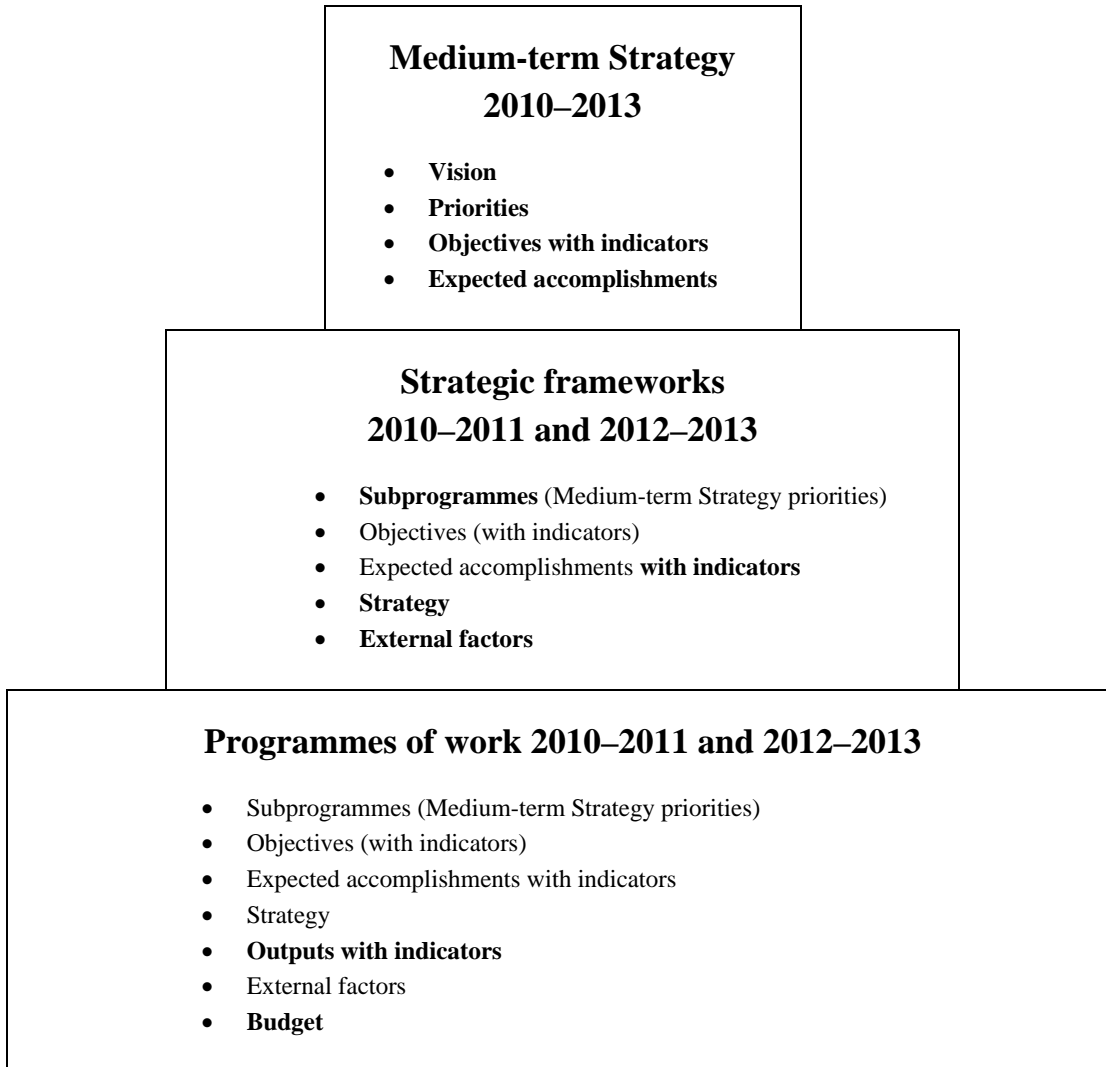 Medium-term Strategy
2010–2013
• Vision
• Priorities
• Objectives with indicators
• Expected accomplishments
Strategic frameworks
2010–2011 and 2012–2013
• Subprogrammes (Medium-term Strategy priorities)
• Objectives (with indicators)
• Expected accomplishments with indicators
• Strategy
• External factors
Programmes of work 2010–2011 and 2012–2013
• Subprogrammes (Medium-term Strategy priorities)
• Objectives (with indicators)
• Expected accomplishments with indicators
• Strategy
• Outputs with indicators
• External factors
• Budget